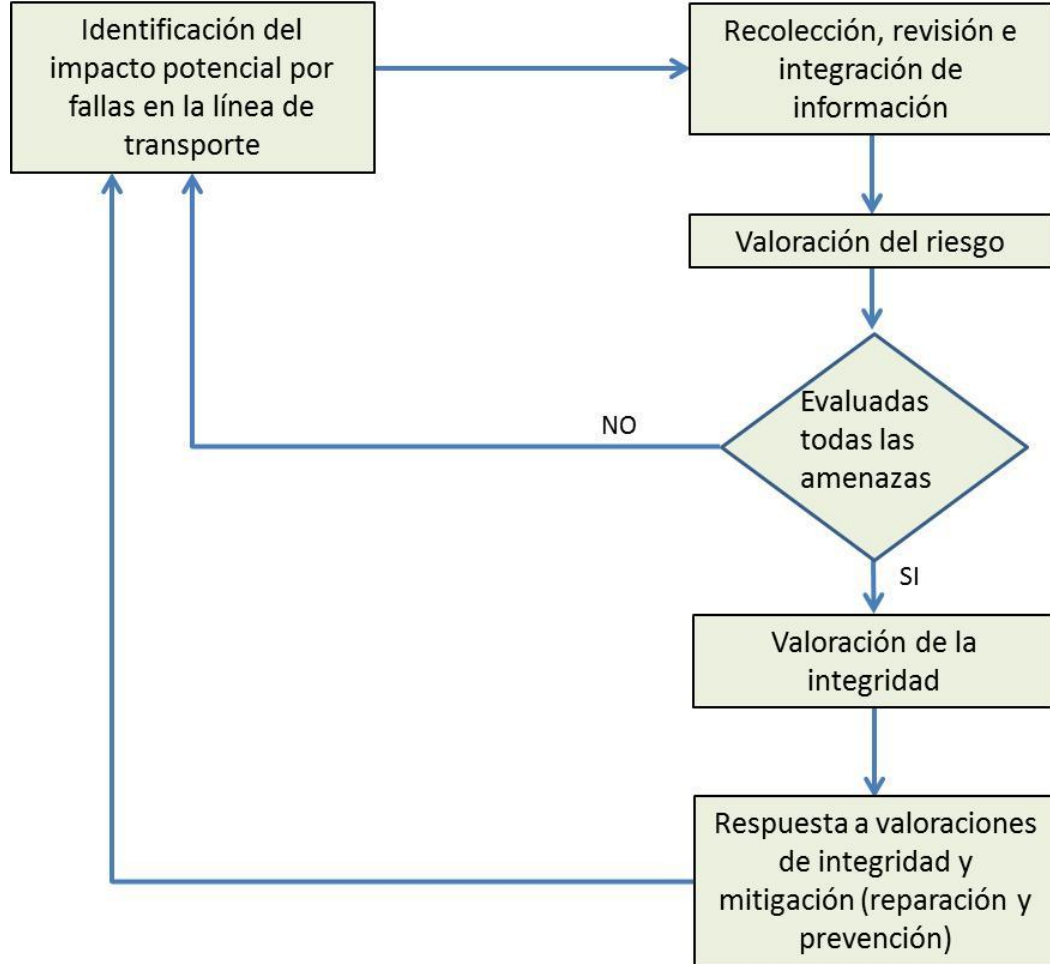 Identificación del
impacto potencial por
fallas en la línea de
transporte
Recolección, revisión e
integración de
información
Valoración del riesgo
Evaluadas
todas las
amenazas
NO
SI
Valoración de la
integridad
Respuesta a valoraciones
de integridad y
mitigación (reparación y
prevención)